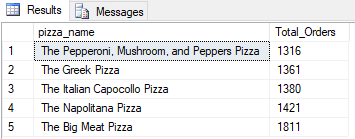 Results Messages
pizza_name Total_Orders
1 The Pepperoni, Mushroom, and Peppers Pizza 1316
2 The Greek Pizza 1361
3 The Italian Capocollo Pizza 1380
4 The Napolitana Pizza 1421
5 The Big Meat Pizza 1811